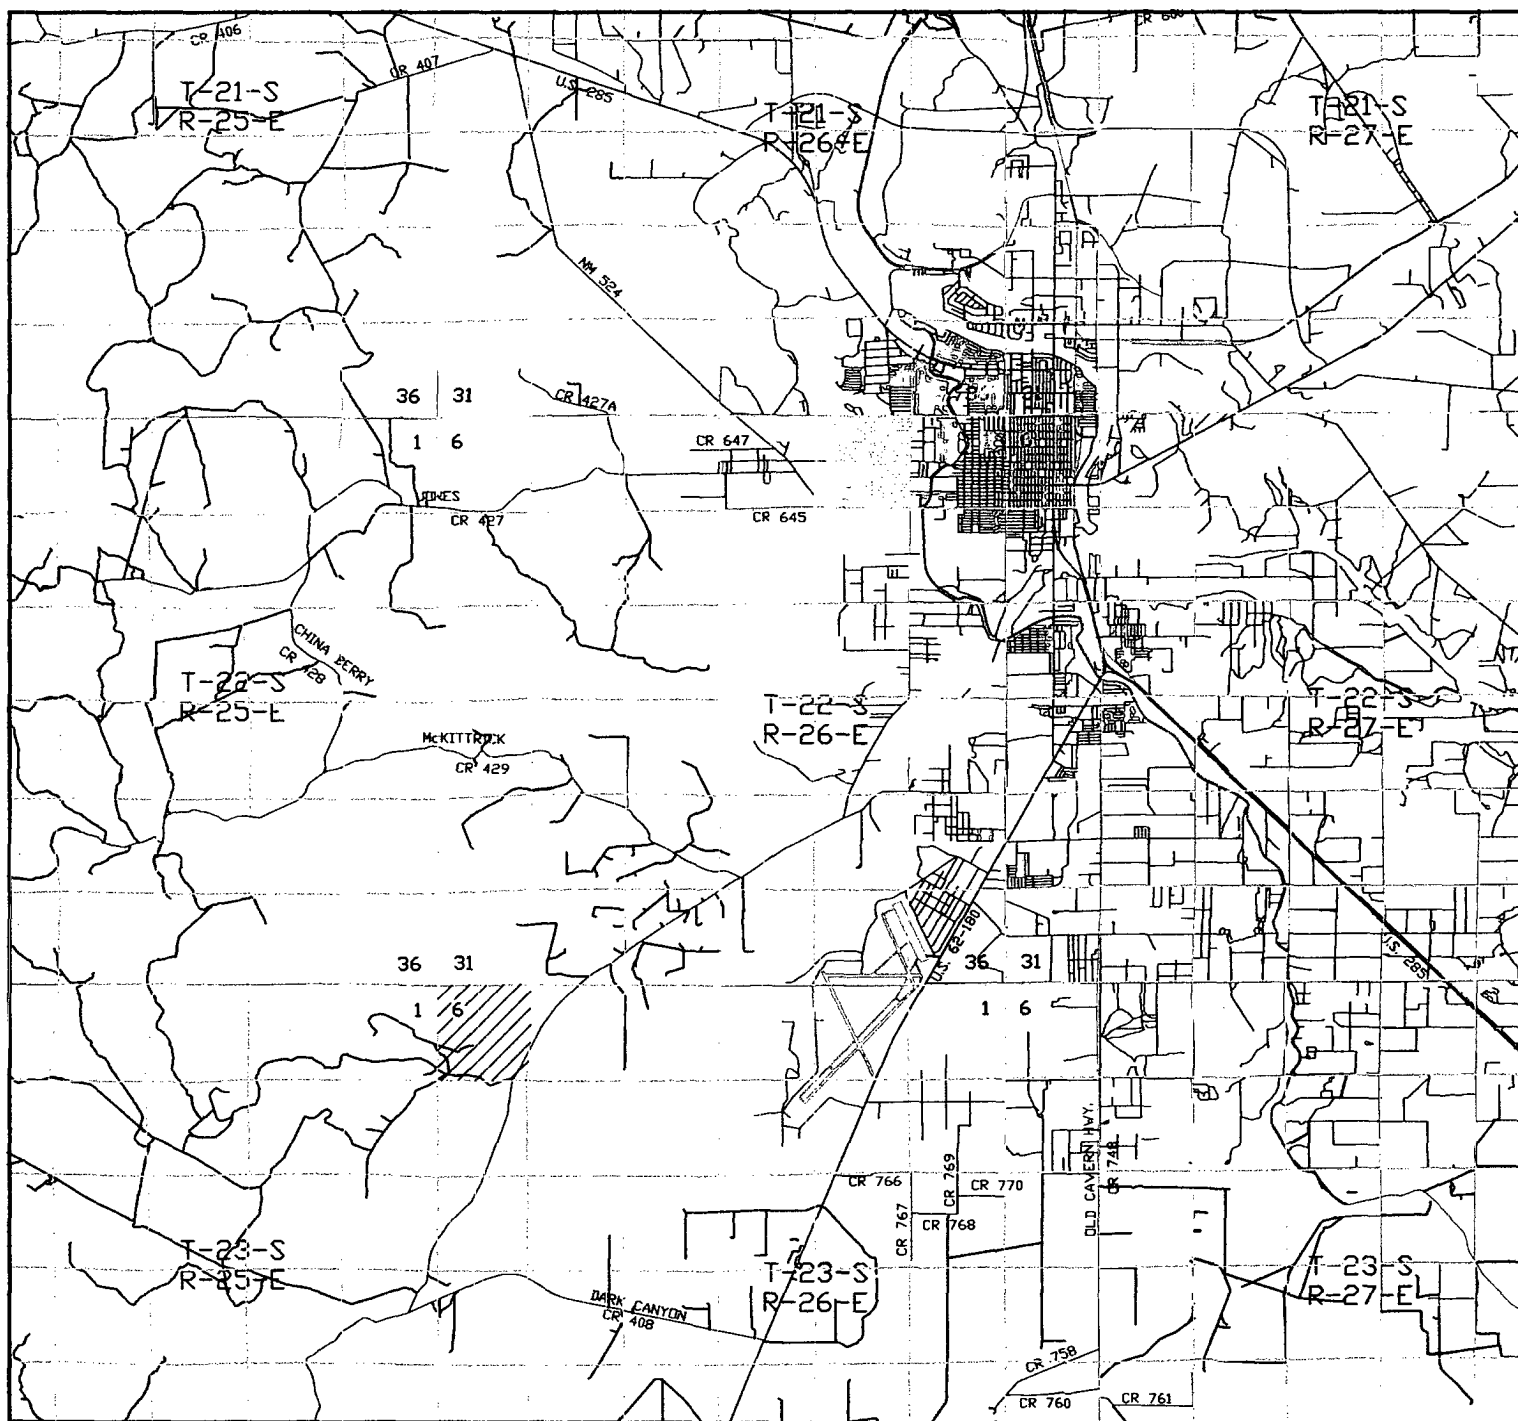 CR 406
CR 407
U.S. 285
T-21-S
R-25-E
T-21-S
R-26-E
T-21-S
R-27-E
NM 524
36 31
1 6
CR 427A
CR 647
CR 645
CR 427
CHINA BERRY
CR 428
T-22-S
R-25-E
T-22-S
R-26-E
T-22-S
R-27-E
McKITTRICK
CR 429
U.S. 62-180
U.S. 285
36 31
1 6
36 31
1 6
OLD CAVERN HWY.
CR 748
CR 766
CR 769
CR 770
CR 767
CR 768
T-23-S
R-25-E
T-23-S
R-26-E
T-23-S
R-27-E
DARK CANYON
CR 408
CR 758
CR 760
CR 761